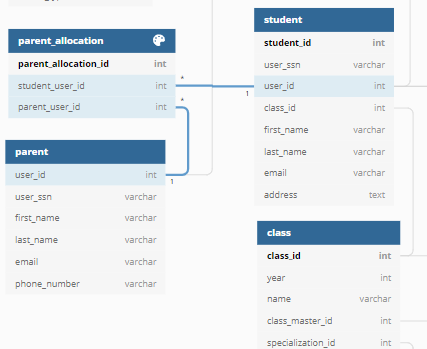 parent_allocation
parent_allocation_id int
student_user_id int
parent_user_id int
*
*
1
parent
user_id int
user_ssn varchar
first_name varchar
last_name varchar
email varchar
phone_number varchar
1
student
student_id int
user_ssn varchar
user_id int
class_id int
first_name varchar
last_name varchar
email varchar
address text
class
class_id int
year int
name varchar
class_master_id int
specialization_id int